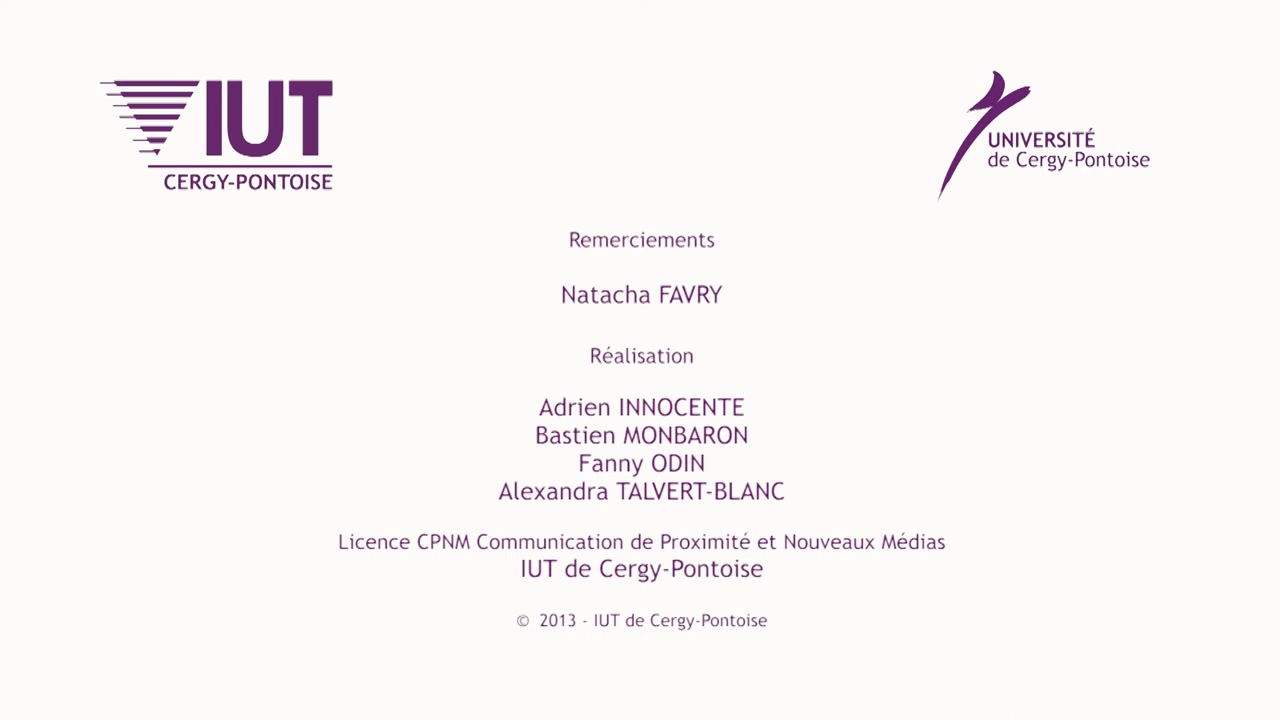 IUT
CERGY-PONTOISE
UNIVERSITÉ
de Cergy-Pontoise
Remerciements
Natacha FAVRY
Réalisation
Adrien INNOCENTE
Bastien MONBARON
Fanny ODIN
Alexandra TALVERT-BLANC
Licence CPNM Communication de Proximité et Nouveaux Médias
IUT de Cergy-Pontoise
© 2013 - IUT de Cergy-Pontoise